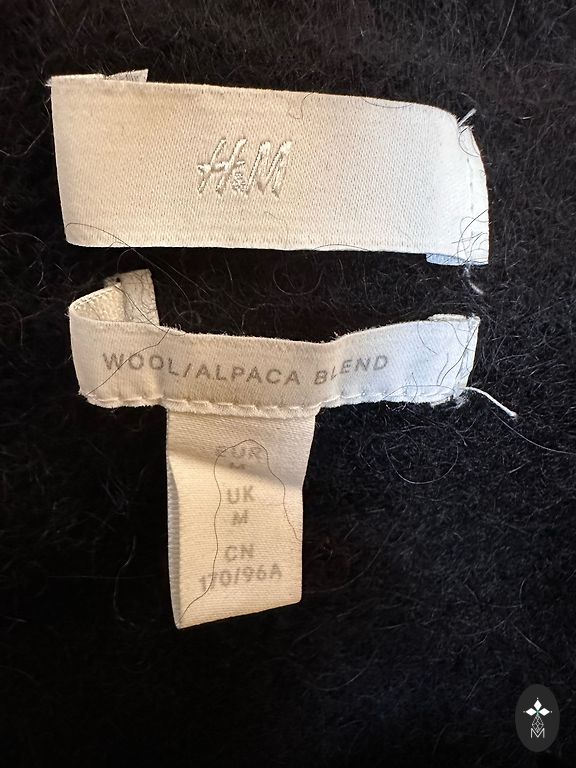 H&M
WOOL/ALPACA BLEND
EUR
M
UK
M
CN
170/96A
M